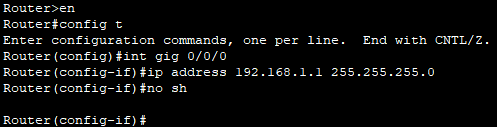 Router>en
Router#config t
Enter configuration commands, one per line.  End with CNTL/Z.
Router(config)#int gig 0/0/0
Router(config-if)#ip address 192.168.1.1 255.255.255.0
Router(config-if)#no sh
Router(config-if)#